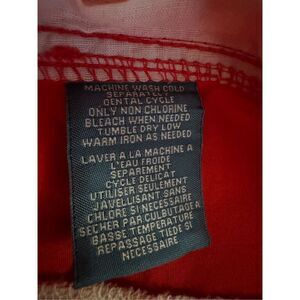 MACHINE WASH COLD
SEPARATELY
GENTAL CYCLE
ONLY NON CHLORINE
BLEACH WHEN NEEDED
TUMBLE DRY LOW
WARM IRON AS NEEDED
LAVER A LA MACHINE A
L'EAU FROIDE
SEPAREMENT
CYCLE DELICAT
UTILISER SEULEMENT
JAVELLISANT SANS
CHLORE SI NECESSAIRE
SECHER PAR CULBUTAGE A
BASSE TEMPERATURE
REPASSAGE TIEDE SI
NECESSAIRE